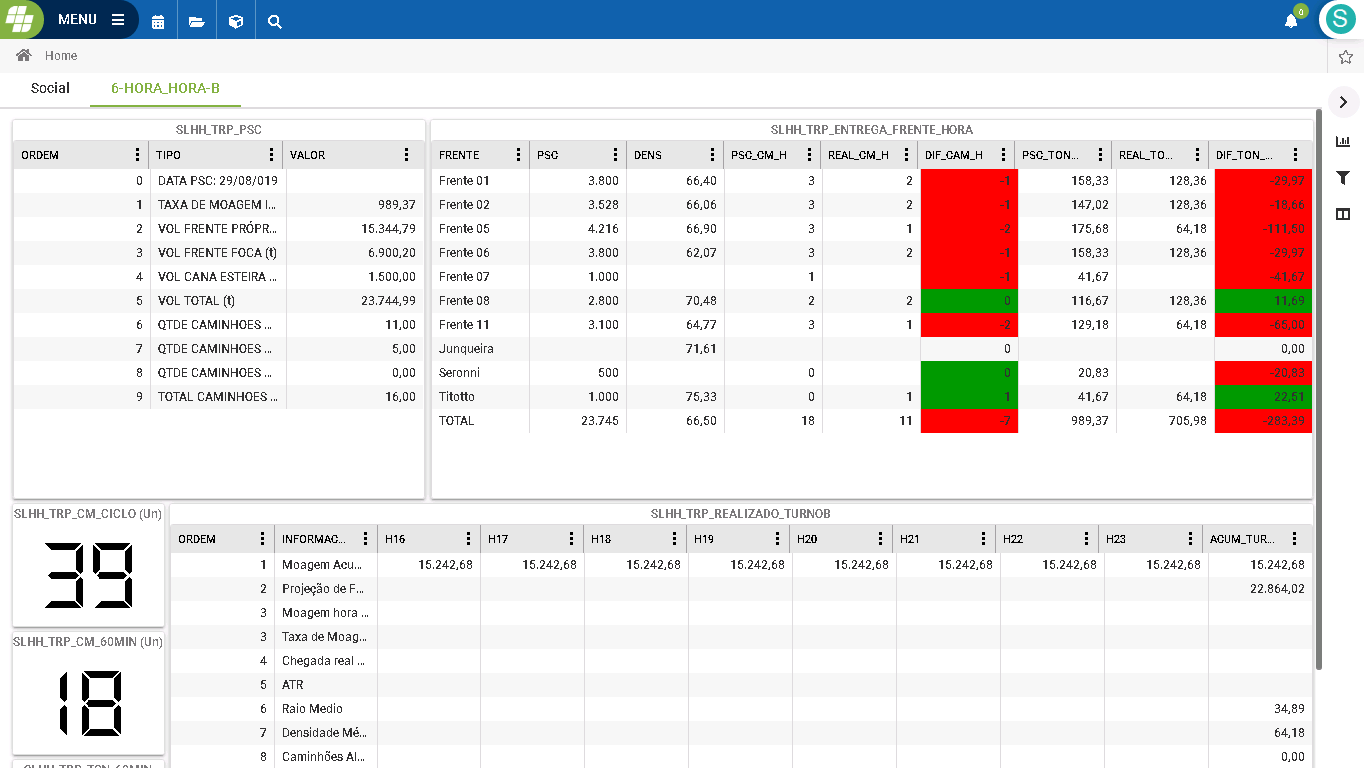 MENU
0
S
Home
Social 6-HORA_HORA-B
SLHH_TRP_PSC
ORDEM TIPO VALOR
0 DATA PSC: 29/08/019
1 TAXA DE MOAGEM I... 989,37
2 VOL FRENTE PRÓPR... 15.344,79
3 VOL FRENTE FOCA (t) 6.900,20
4 VOL CANA ESTEIRA ... 1.500,00
5 VOL TOTAL (t) 23.744,99
6 QTDE CAMINHOES ... 11,00
7 QTDE CAMINHOES ... 5,00
8 QTDE CAMINHOES ... 0,00
9 TOTAL CAMINHOES ... 16,00
SLHH_TRP_ENTREGA_FRENTE_HORA
FRENTE PSC DENS PSC_CM_H REAL_CM_H DIF_CAM_H PSC_TON... REAL_TO... DIF_TON_...
Frente 01 3.800 66,40 3 2 -1 158,33 128,36 -29,97
Frente 02 3.528 66,06 3 2 -1 147,02 128,36 -18,66
Frente 05 4.216 66,90 3 1 -2 175,68 64,18 -111,50
Frente 06 3.800 62,07 3 2 -1 158,33 128,36 -29,97
Frente 07 1.000 1 -1 41,67 -41,67
Frente 08 2.800 70,48 2 2 0 116,67 128,36 11,69
Frente 11 3.100 64,77 3 1 -2 129,18 64,18 -65,00
Junqueira 71,61 0 0,00
Seronni 500 0 0 20,83 -20,83
Titotto 1.000 75,33 0 1 1 41,67 64,18 22,51
TOTAL 23.745 66,50 18 11 7 989,37 705,98 283,39
SLHH_TRP_CM_CICLO (Un)
39
SLHH_TRP_CM_60MIN (Un)
18
SLHH_TRP_TON_60MIN
SLHH_TRP_REALIZADO_TURNOB
ORDEM INFORMAC... H16 H17 H18 H19 H20 H21 H22 H23 ACUM_TUR...
1 Moagem Acu... 15.242,68 15.242,68 15.242,68 15.242,68 15.242,68 15.242,68 15.242,68 15.242,68 15.242,68
2 Projeção de F... 22.864,02
3 Moagem hora ...
3 Taxa de Moag...
4 Chegada real ...
5 ATR
6 Raio Medio 34,89
7 Densidade Mé... 64,18
8 Caminhões Al... 0,00